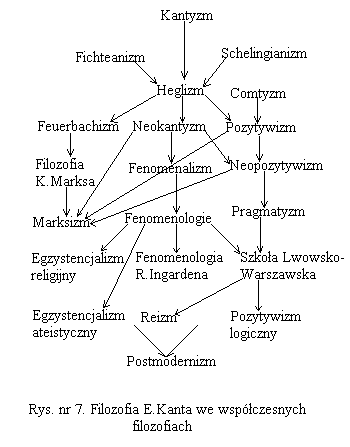 Kantyzm
Fichteanizm
Schelingianizm
Heglizm
Comtyzm
Feuerbachizm
Neokantyzm
Pozytywizm
Filozofia
K.Marksa
Fenomenalizm
Neopozytywizm
Marksizm
Fenomenologie
Pragmatyzm
Egzystencjalizm
religijny
Fenomenologia
R.Ingardena
Szkoła Lwowsko-
Warszawska
Egzystencjalizm
ateistyczny
Reizm
Pozytywizm
logiczny
Postmodernizm
Rys. nr 7. Filozofia E.Kanta we współczesnych
filozofiach